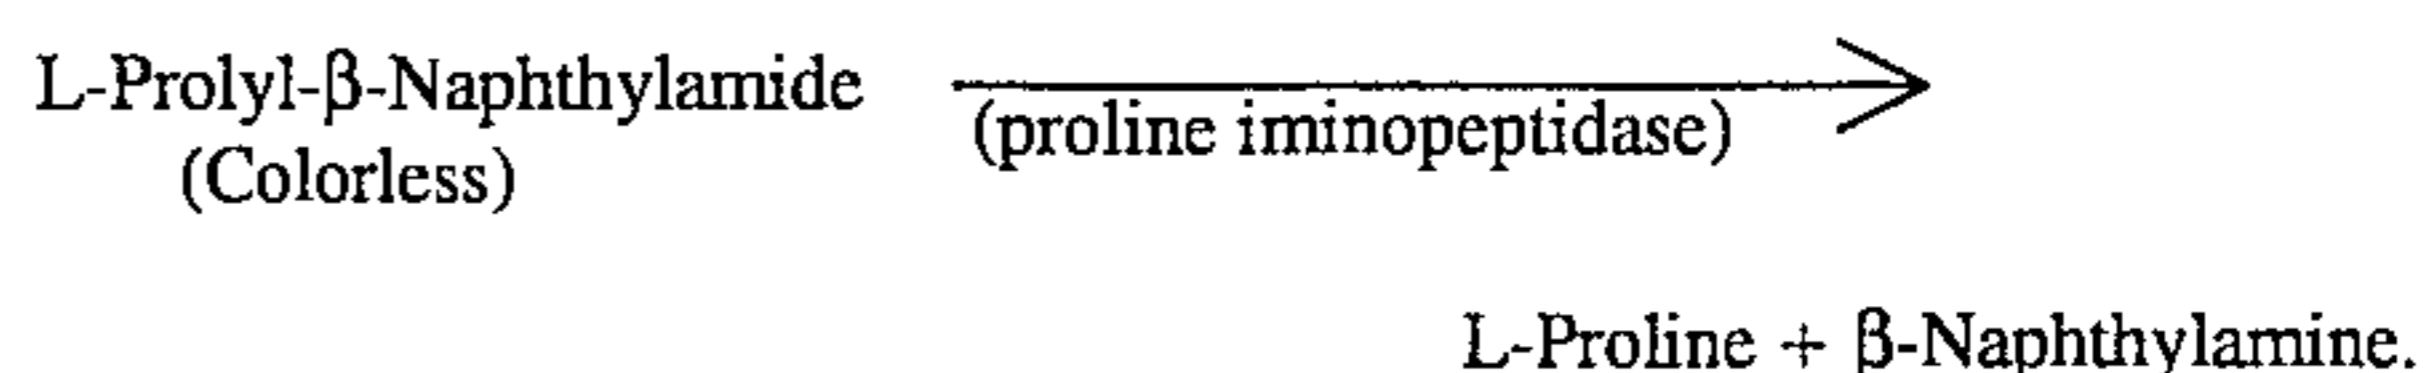 L-Prolyl-β-Naphthylamide
(proline iminopeptidase)
(Colorless)
L-Proline + β-Naphthylamine.